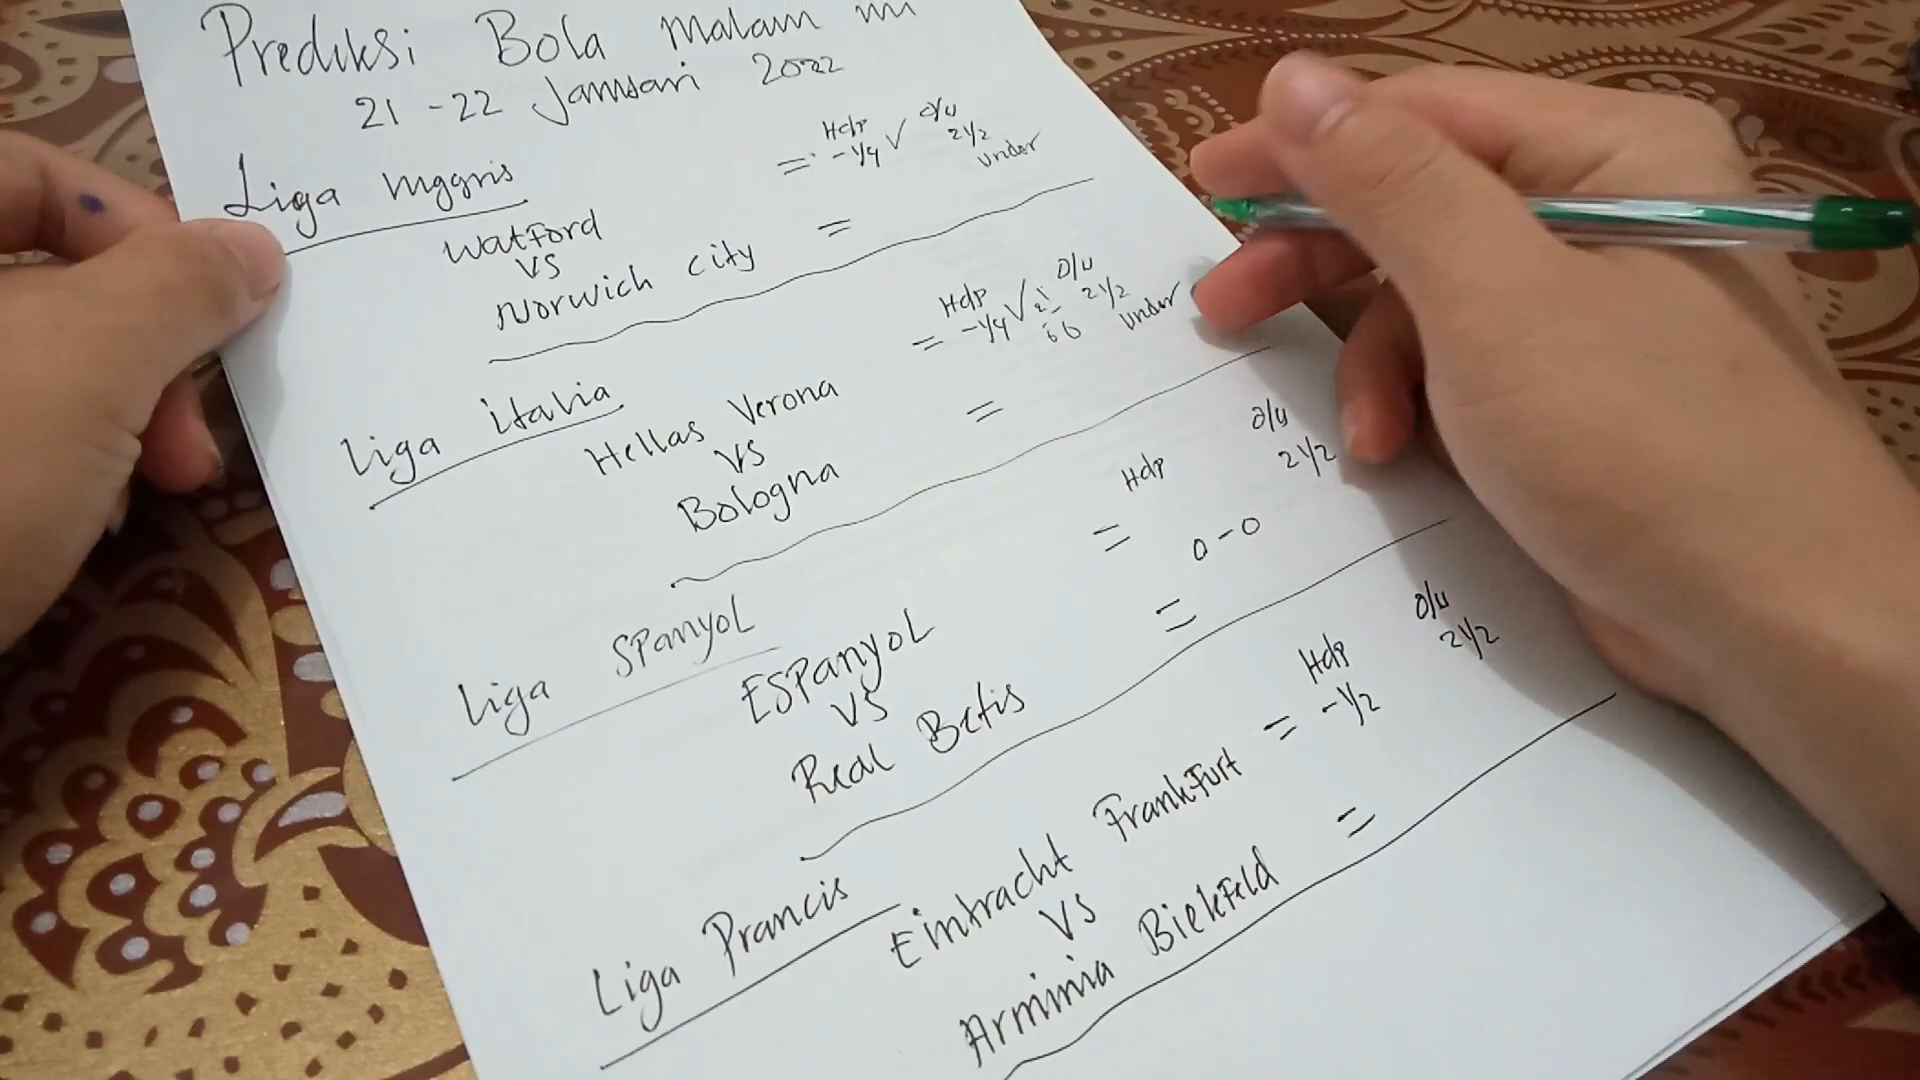 Prediksi Bola malam ini
21 - 22 Januari 2022
Liga Inggris
Hdp O/U
= -1/4 √ 2 1/2
under
Watford
vs
Norwich city =
Liga italia
Hdp O/U
= -1/4 √ 2 1/2
under
Hellas Verona
vs
Bologna =
Liga Spanyol
Hdp O/U
= 0-0 2 1/2
Espanyol
vs
Real Betis =
Liga Prancis
Hdp O/U
-1/2 2 1/2
Eintracht Frankfurt =
vs
Arminia Bielefeld =